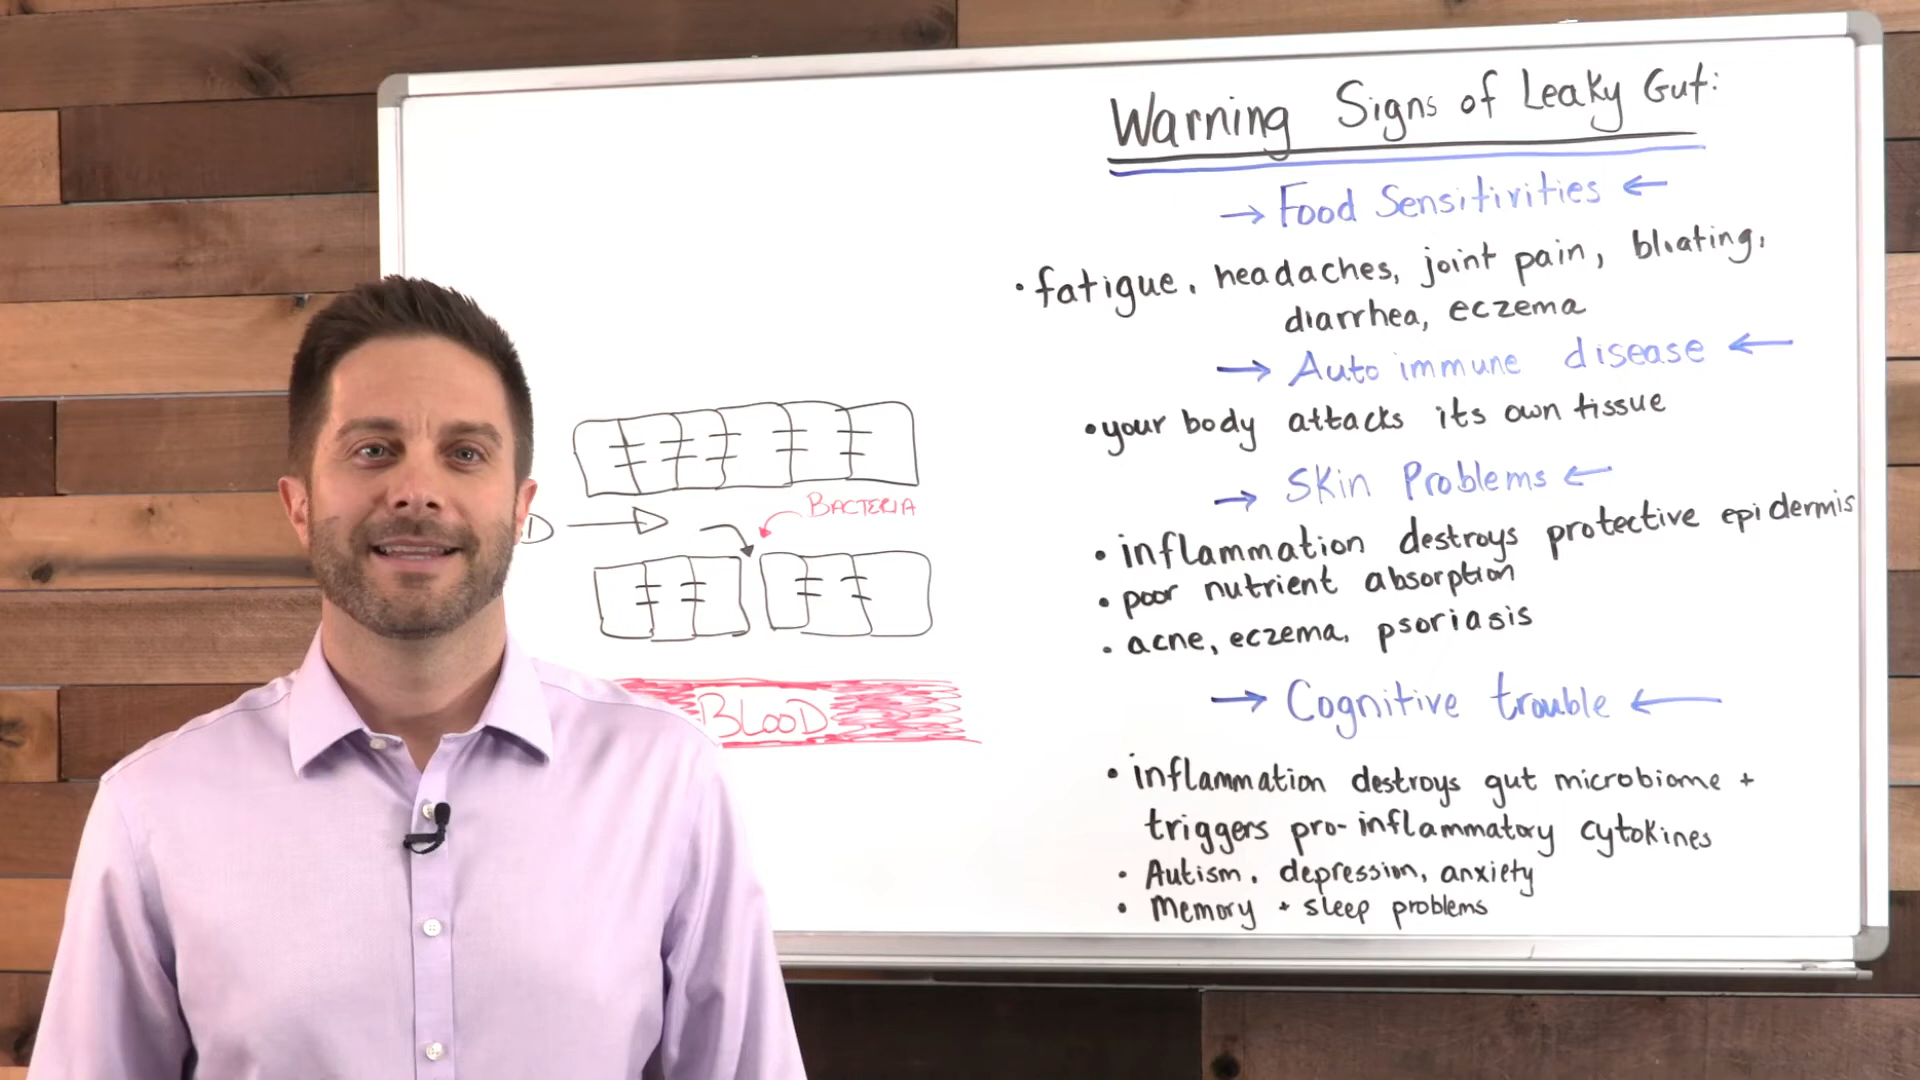 Warning Signs of Leaky Gut:
→ Food Sensitivities ←
• fatigue, headaches, joint pain, bloating,
diarrhea, eczema
→ Auto immune disease ←
• your body attacks its own tissue
→ Skin Problems ←
• inflammation destroys protective epidermis
• poor nutrient absorption
• acne, eczema, psoriasis
→ Cognitive trouble ←
• inflammation destroys gut microbiome +
triggers pro-inflammatory cytokines
• Autism, depression, anxiety
• Memory + sleep problems
BACTERIA
D
BLOOD